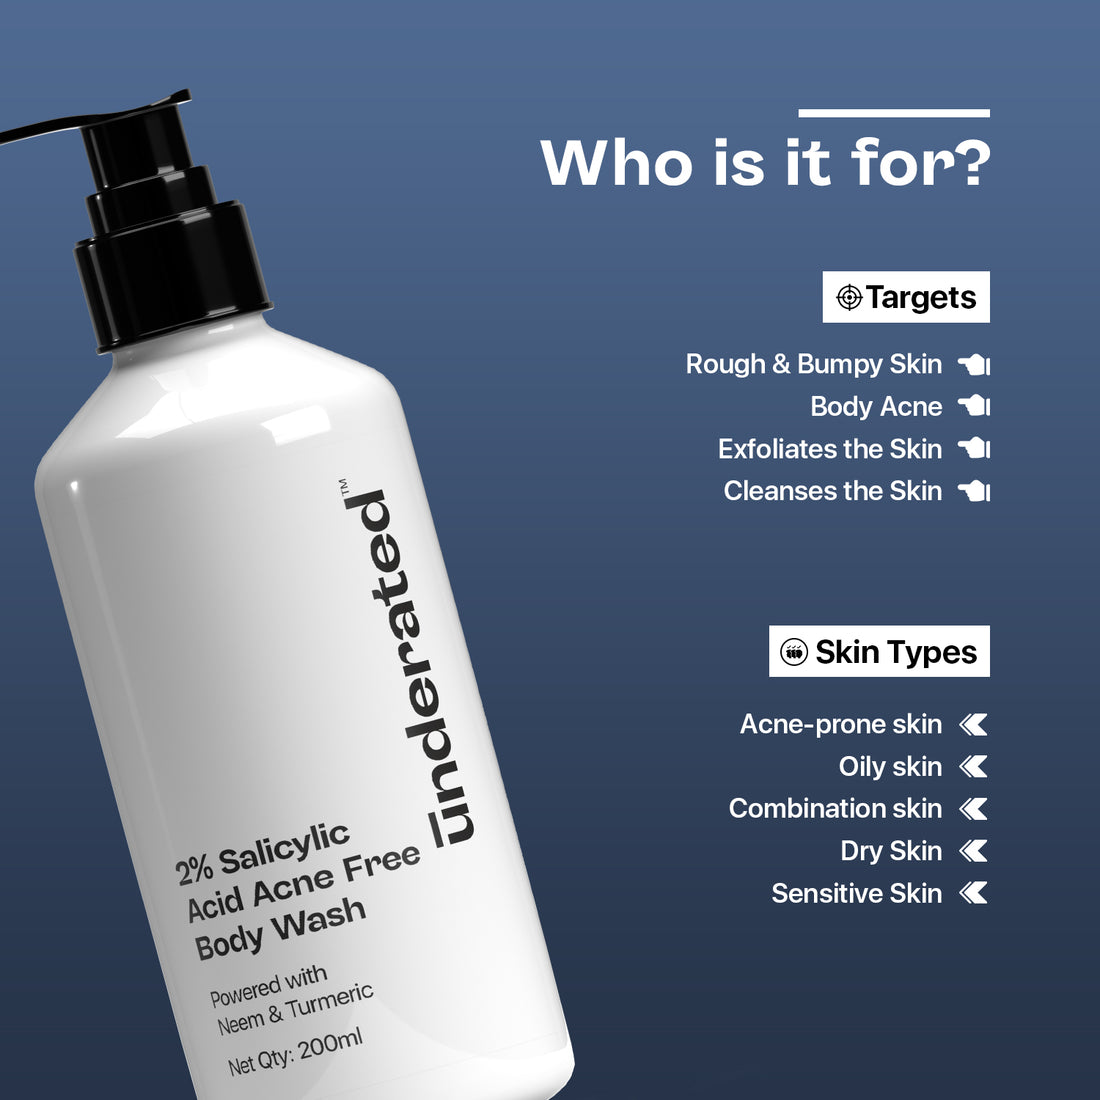 Who is it for?
Targets
Rough & Bumpy Skin
Body Acne
Exfoliates the Skin
Cleanses the Skin
Skin Types
Acne-prone skin
Oily skin
Combination skin
Dry Skin
Sensitive Skin
underated™
2% Salicylic
Acid Acne Free
Body Wash
Powered with
Neem & Turmeric
Net Qty: 200ml